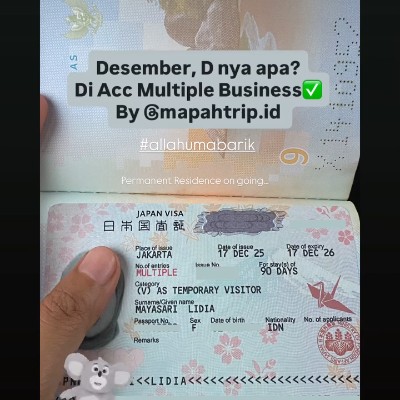 AS
Desember, D nya apa?
Di Acc Multiple Business✅
By @mapahtrip.id
#allahumabarik
Permanent Residence on going...
JAPAN VISA
日本国査証
Place of issue Date of issue Date of expiry
JAKARTA 17 DEC 25 17 DEC 26
No. of entries Issue No For stay(s) of
MULTIPLE 90 DAYS
Category
(V) AS TEMPORARY VISITOR
Surname/Given name
MAYASARI LIDIA
Passport No. Sex Date of birth Nationality No. of applicants
F IDN
Remarks
<<LIDIA<<<<<<<<<<<<<<<<